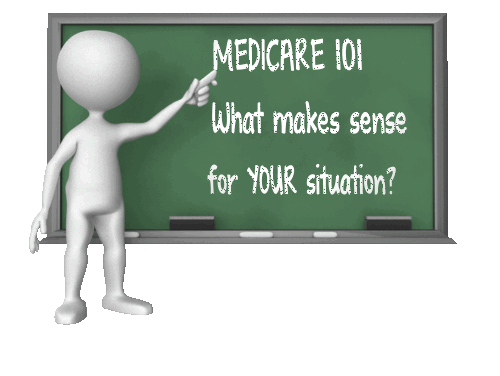 MEDICARE 101
What makes sense
for YOUR situation?